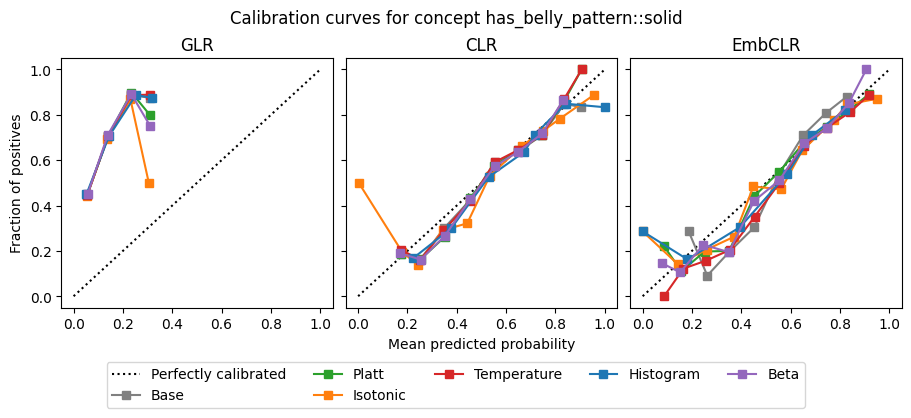 Calibration curves for concept has_belly_pattern::solid
GLR
CLR
EmbCLR
Fraction of positives
1.0
0.8
0.6
0.4
0.2
0.0
0.0 0.2 0.4 0.6 0.8 1.0
0.0 0.2 0.4 0.6 0.8 1.0
0.0 0.2 0.4 0.6 0.8 1.0
Mean predicted probability
Perfectly calibrated Platt Temperature Histogram Beta
Base Isotonic